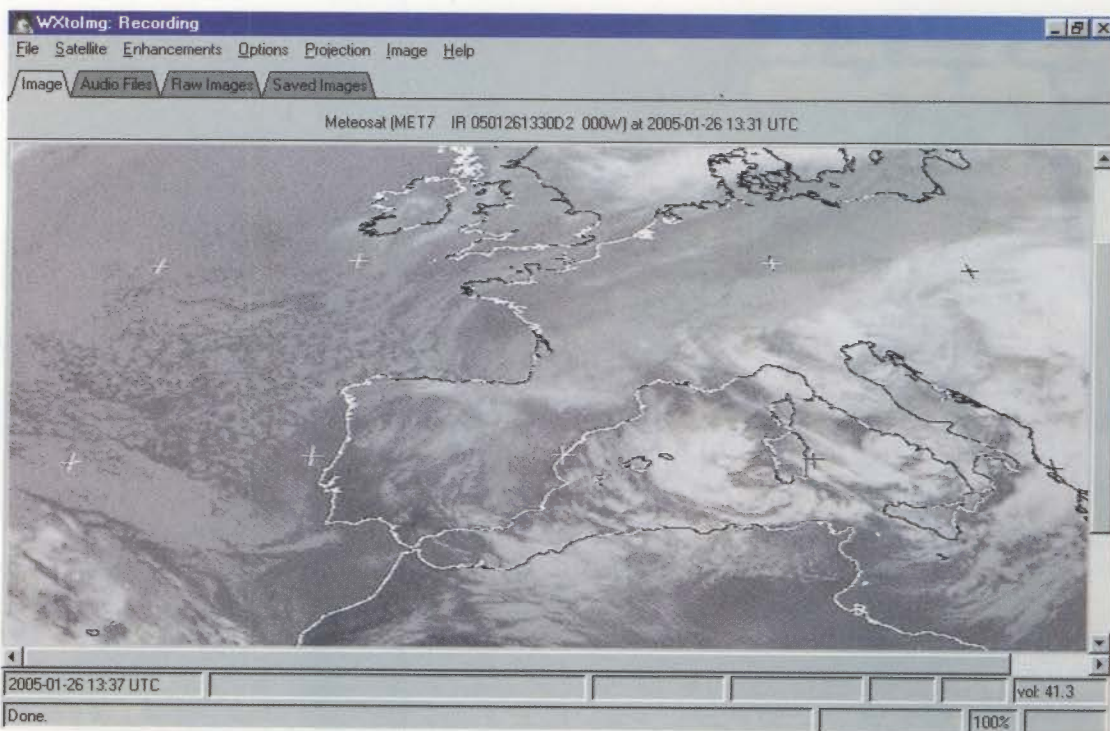 WXtoImg: Recording
File Satellite Enhancements Options Projection Image Help
Image Audio Files Raw Images Saved Images
Meteosat (MET7 IR 0501261330D2 000W) at 2005-01-26 13:31 UTC
2005-01-26 13:37 UTC vol: 41.3
Done. 100%